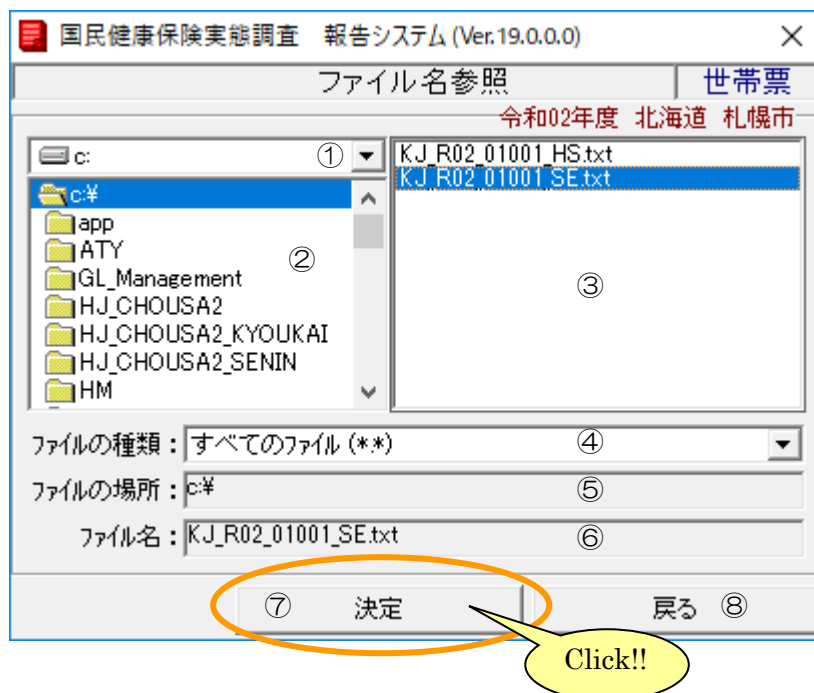 国民健康保険実態調査　報告システム (Ver.19.0.0.0)
ファイル名参照
世帯票
令和02年度 北海道 札幌市
c: ①
c:¥
app
ATY
GL_Management
HJ_CHOUSA2
HJ_CHOUSA2_KYOUKAI
HJ_CHOUSA2_SENIN
HM
②
KJ_R02_01001_HS.txt
KJ_R02_01001_SE.txt
③
ファイルの種類： すべてのファイル (*.*) ④
ファイルの場所： c:¥ ⑤
ファイル名： KJ_R02_01001_SE.txt ⑥
⑦ 決定
戻る ⑧
Click!!